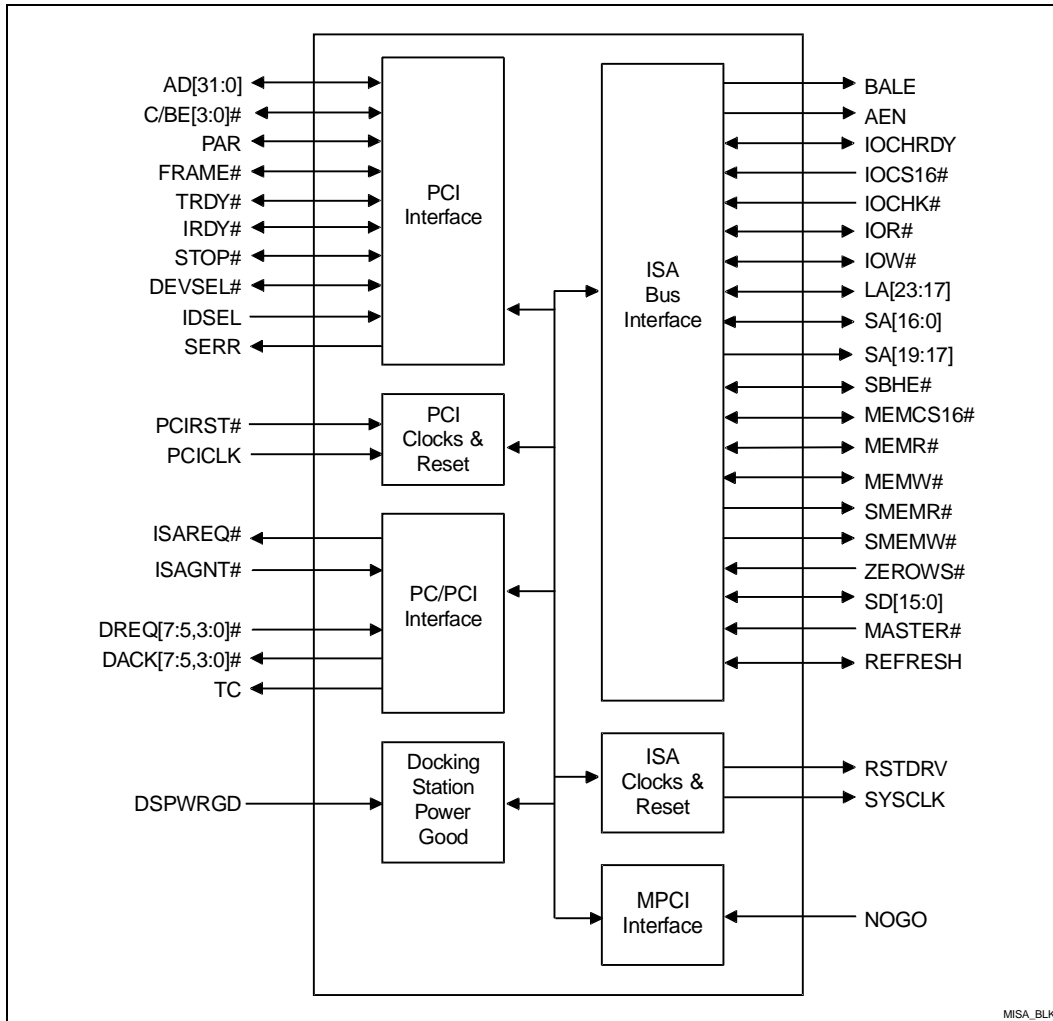 AD[31:0]
C/BE[3:0]#
PAR
FRAME#
TRDY#
IRDY#
STOP#
DEVSEL#
IDSEL
SERR
PCI
Interface
PCIRST#
PCICLK
PCI
Clocks &
Reset
ISAREQ#
ISAGNT#
DREQ[7:5,3:0]#
DACK[7:5,3:0]#
TC
PC/PCI
Interface
DSPWRGD
Docking
Station
Power
Good
ISA
Bus
Interface
BALE
AEN
IOCHRDY
IOCS16#
IOCHK#
IOR#
IOW#
LA[23:17]
SA[16:0]
SA[19:17]
SBHE#
MEMCS16#
MEMR#
MEMW#
SMEMR#
SMEMW#
ZEROWS#
SD[15:0]
MASTER#
REFRESH
ISA
Clocks &
Reset
RSTDRV
SYSCLK
MPCI
Interface
NOGO
MISA_BLK